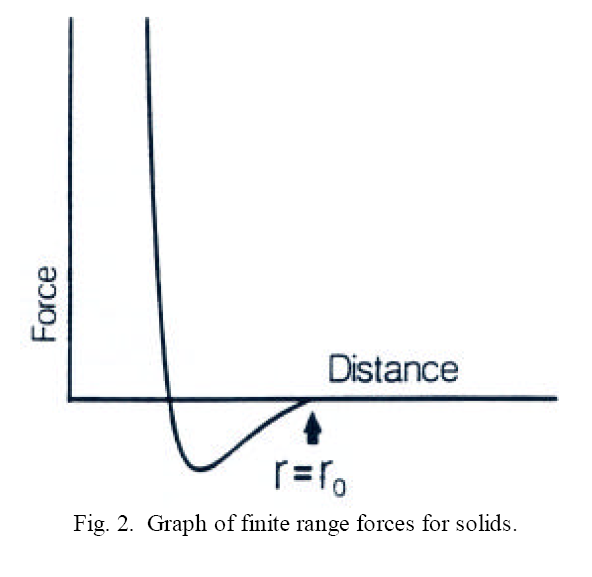 Force
Distance
r = r₀
Fig. 2. Graph of finite range forces for solids.